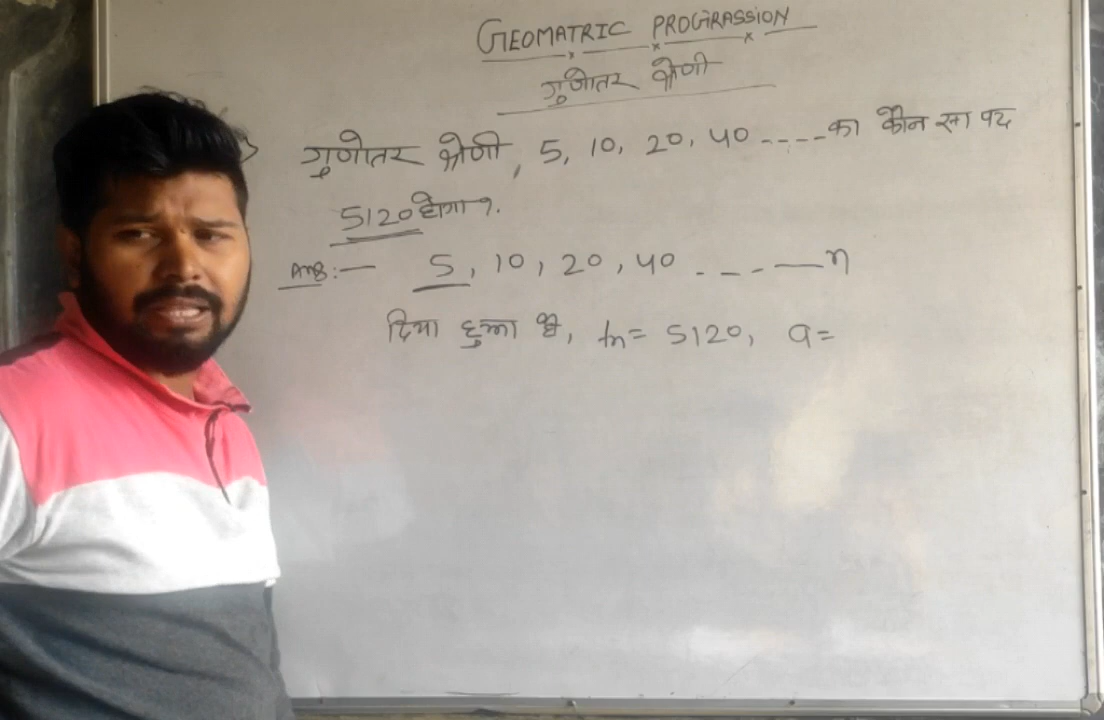 GEOMATRIC PROGRASSION
गुणोतर श्रेणी
गुणोतर श्रेणी, 5, 10, 20, 40 ---- का कौन सा पद
5120 होगा ?.
Ans:— 5, 10, 20, 40 ---- — n
दिया हुआ है, tn= 5120, a=